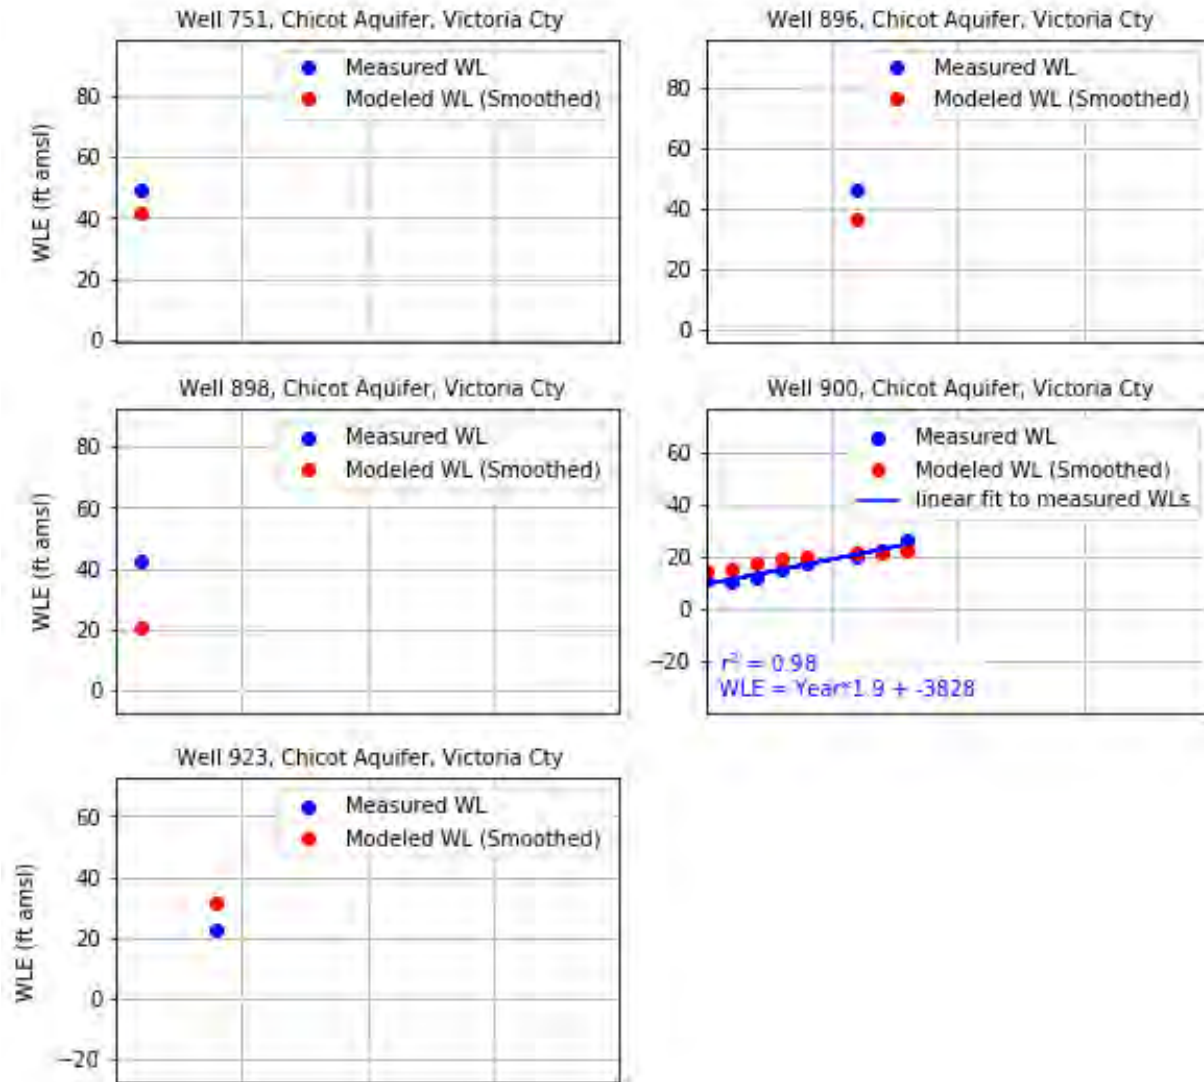 Well 751, Chicot Aquifer, Victoria Cty
Measured WL
Modeled WL (Smoothed)
WLE (ft amsl)
80
60
40
20
0
Well 896, Chicot Aquifer, Victoria Cty
Measured WL
Modeled WL (Smoothed)
80
60
40
20
0
Well 898, Chicot Aquifer, Victoria Cty
Measured WL
Modeled WL (Smoothed)
WLE (ft amsl)
80
60
40
20
0
Well 900, Chicot Aquifer, Victoria Cty
Measured WL
Modeled WL (Smoothed)
linear fit to measured WLs
60
40
20
0
−20
r² = 0.98
WLE = Year*1.9 + -3828
Well 923, Chicot Aquifer, Victoria Cty
Measured WL
Modeled WL (Smoothed)
WLE (ft amsl)
60
40
20
0
−20